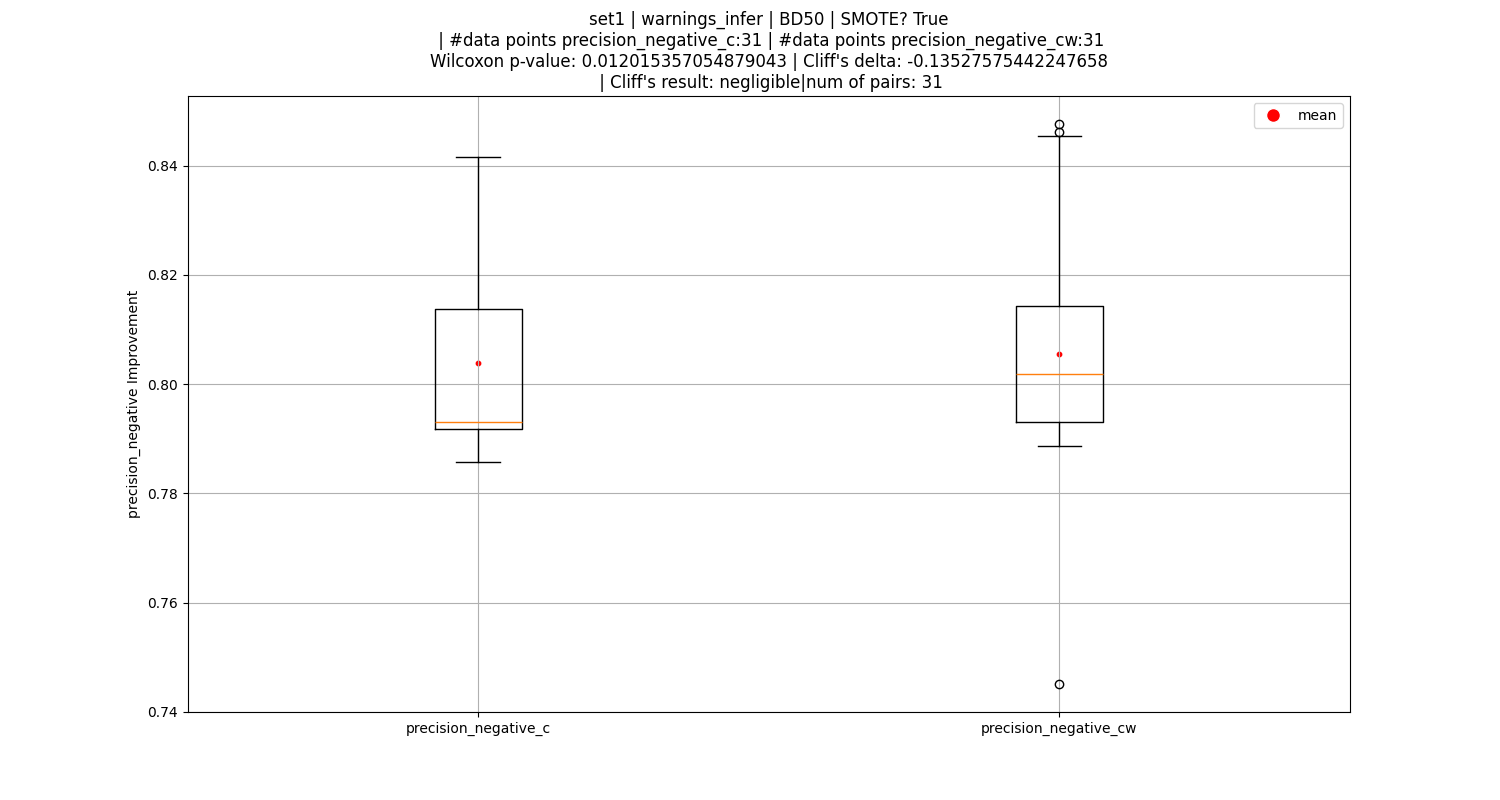 set1 | warnings_infer | BD50 | SMOTE? True
| #data points precision_negative_c:31 | #data points precision_negative_cw:31
Wilcoxon p-value: 0.012015357054879043 | Cliff's delta: -0.13527575442247658
| Cliff's result: negligible|num of pairs: 31
mean
0.84
0.82
0.80
0.78
0.76
0.74
precision_negative Improvement
precision_negative_c
precision_negative_cw